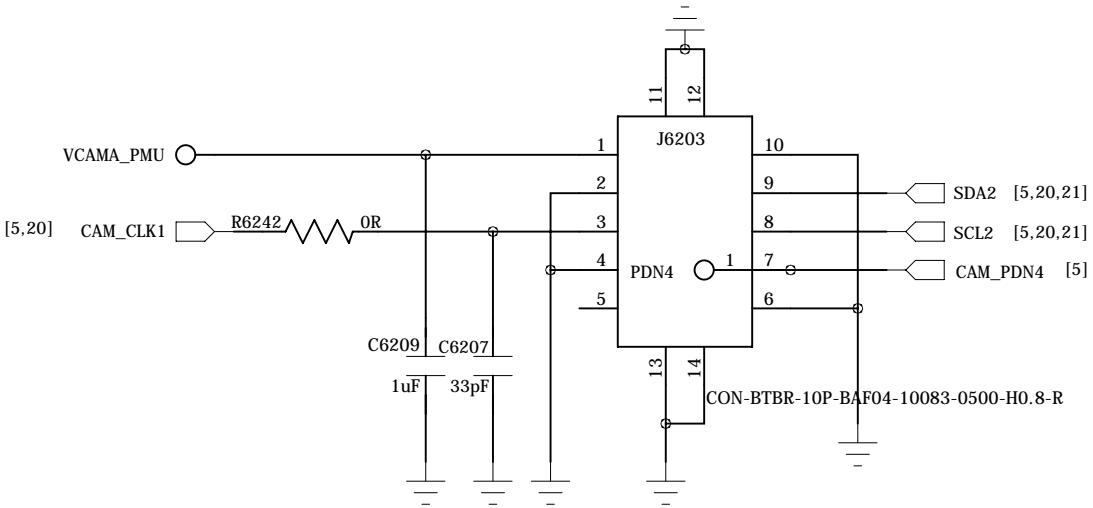 11
12
J6203
VCAMA_PMU
1
10
2
9
SDA2 [5,20,21]
[5,20] CAM_CLK1
R6242
0R
3
8
SCL2 [5,20,21]
4
PDN4
1
7
CAM_PDN4 [5]
5
6
C6209
C6207
1uF
33pF
13
14
CON-BTBR-10P-BAF04-10083-0500-H0.8-R